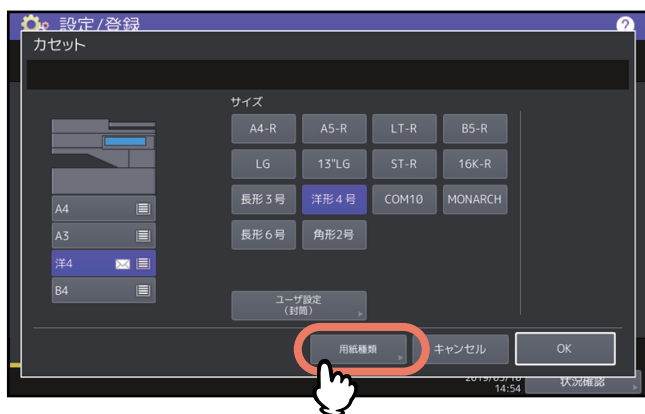 設定/登録
?
カセット
サイズ
A4-R A5-R LT-R B5-R
LG 13"LG ST-R 16K-R
長形3号 洋形4号 COM10 MONARCH
長形6号 角形2号
A4
A3
洋4
B4
ユーザ設定
(封筒)
用紙種類 キャンセル OK
14:54
状況確認